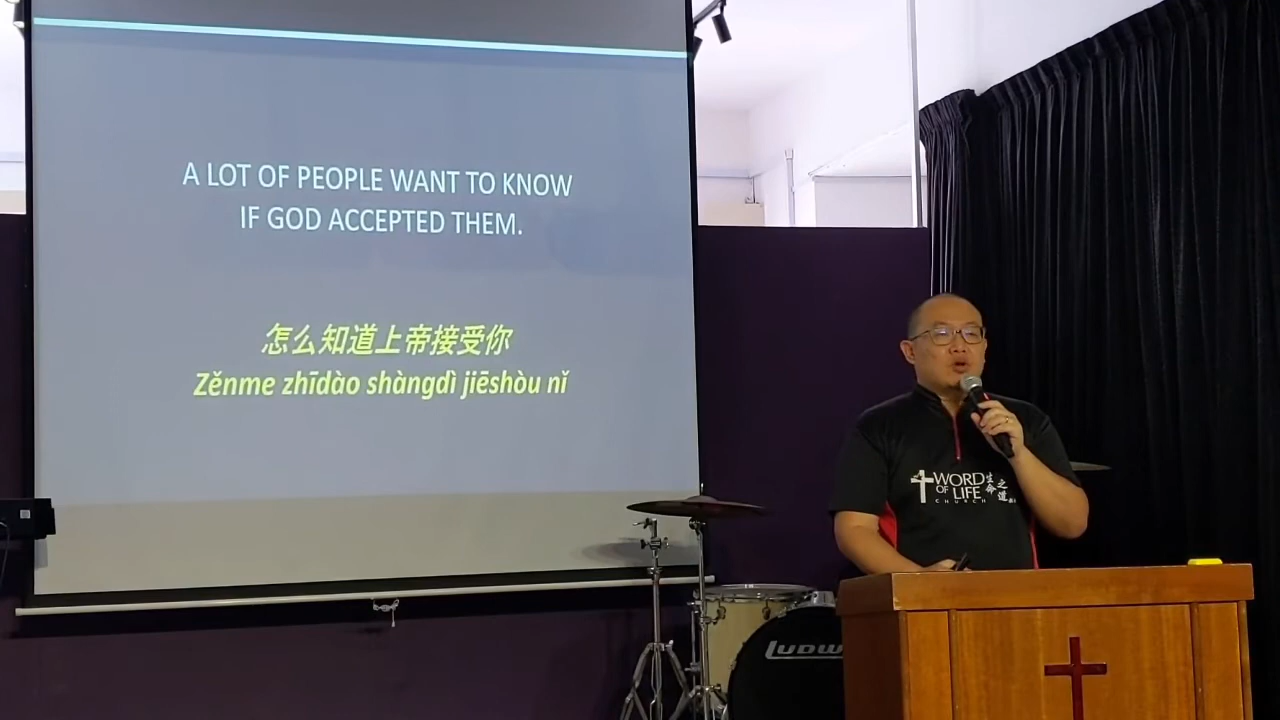 A LOT OF PEOPLE WANT TO KNOW
IF GOD ACCEPTED THEM.
怎么知道上帝接受你
Zěnme zhīdào shàngdì jiēshòu nǐ
WORD
OF LIFE
CHURCH
生命之道
LUDW